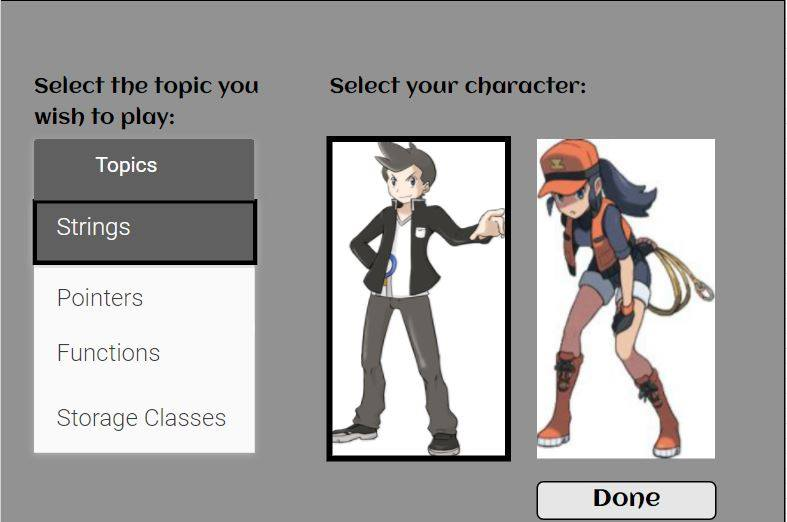 Select the topic you
wish to play:
Topics
Strings
Pointers
Functions
Storage Classes
Select your character:
Done